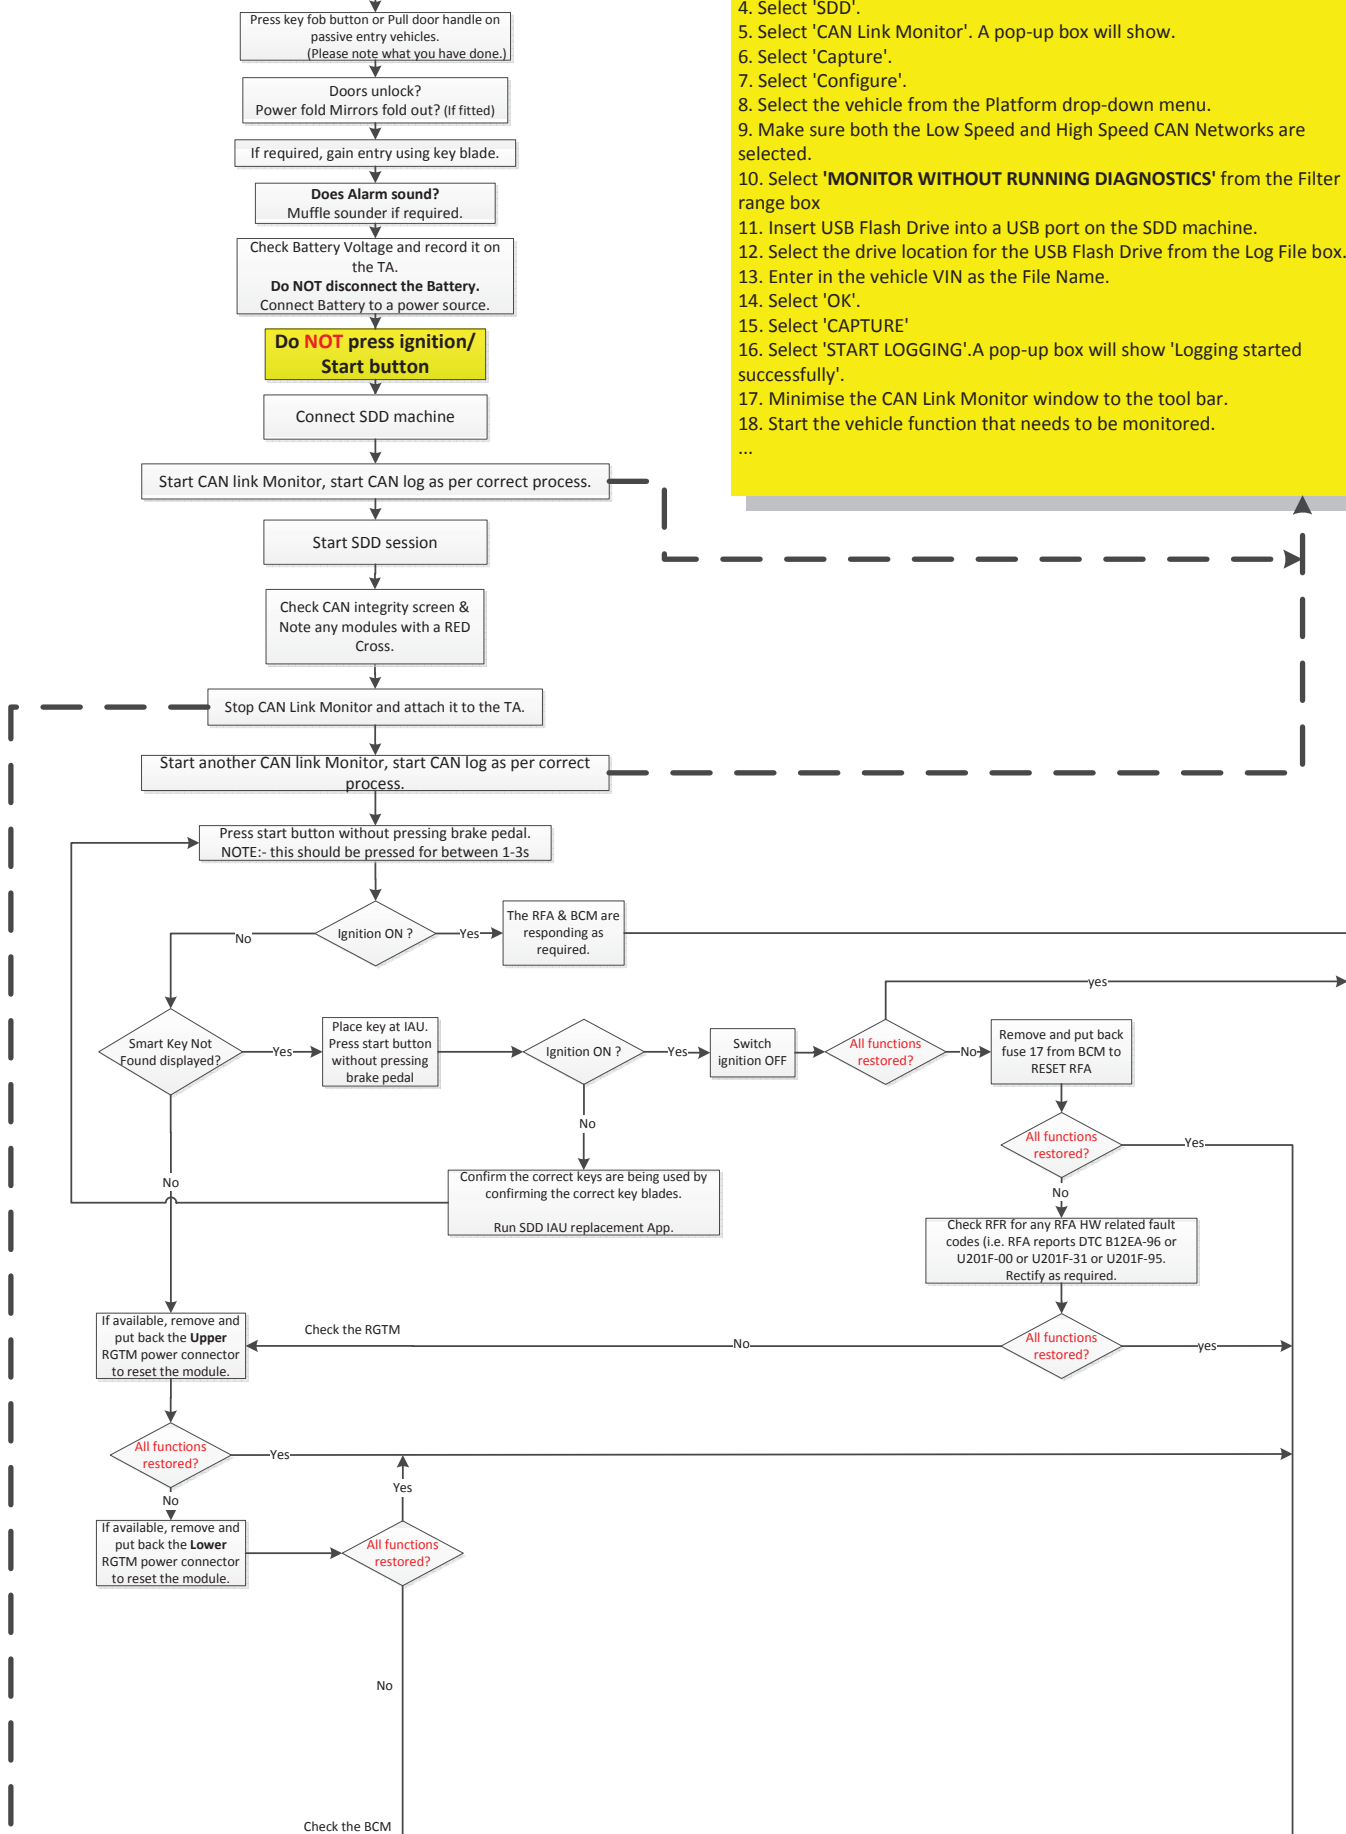 Press key fob button or Pull door handle on
passive entry vehicles.
(Please note what you have done.)
Doors unlock?
Power fold Mirrors fold out? (If fitted)
If required, gain entry using key blade.
Does Alarm sound?
Muffle sounder if required.
Check Battery Voltage and record it on
the TA.
Do NOT disconnect the Battery.
Connect Battery to a power source.
Do NOT press ignition/
Start button
Connect SDD machine
Start CAN link Monitor, start CAN log as per correct process.
Start SDD session
Check CAN integrity screen &
Note any modules with a RED
Cross.
Stop CAN Link Monitor and attach it to the TA.
Start another CAN link Monitor, start CAN log as per correct
process.
4. Select 'SDD'.
5. Select 'CAN Link Monitor'. A pop-up box will show.
6. Select 'Capture'.
7. Select 'Configure'.
8. Select the vehicle from the Platform drop-down menu.
9. Make sure both the Low Speed and High Speed CAN Networks are
selected.
10. Select 'MONITOR WITHOUT RUNNING DIAGNOSTICS' from the Filter
range box
11. Insert USB Flash Drive into a USB port on the SDD machine.
12. Select the drive location for the USB Flash Drive from the Log File box.
13. Enter in the vehicle VIN as the File Name.
14. Select 'OK'.
15. Select 'CAPTURE'
16. Select 'START LOGGING'.A pop-up box will show 'Logging started
successfully'.
17. Minimise the CAN Link Monitor window to the tool bar.
18. Start the vehicle function that needs to be monitored.
...
Press start button without pressing brake pedal.
NOTE:- this should be pressed for between 1-3s
Ignition ON ?
No
Yes
The RFA & BCM are
responding as
required.
yes
Smart Key Not
Found displayed?
Yes
Place key at IAU.
Press start button
without pressing
brake pedal
Ignition ON ?
Yes
Switch
ignition OFF
All functions
restored?
No
Remove and put back
fuse 17 from BCM to
RESET RFA
No
All functions
restored?
Yes
No
Confirm the correct keys are being used by
confirming the correct key blades.
Run SDD IAU replacement App.
No
Check RFR for any RFA HW related fault
codes (i.e. RFA reports DTC B12EA-96 or
U201F-00 or U201F-31 or U201F-95.
Rectify as required.
If available, remove and
put back the Upper
RGTM power connector
to reset the module.
Check the RGTM
No
All functions
restored?
yes
All functions
restored?
Yes
No
Yes
If available, remove and
put back the Lower
RGTM power connector
to reset the module.
All functions
restored?
No
Check the BCM